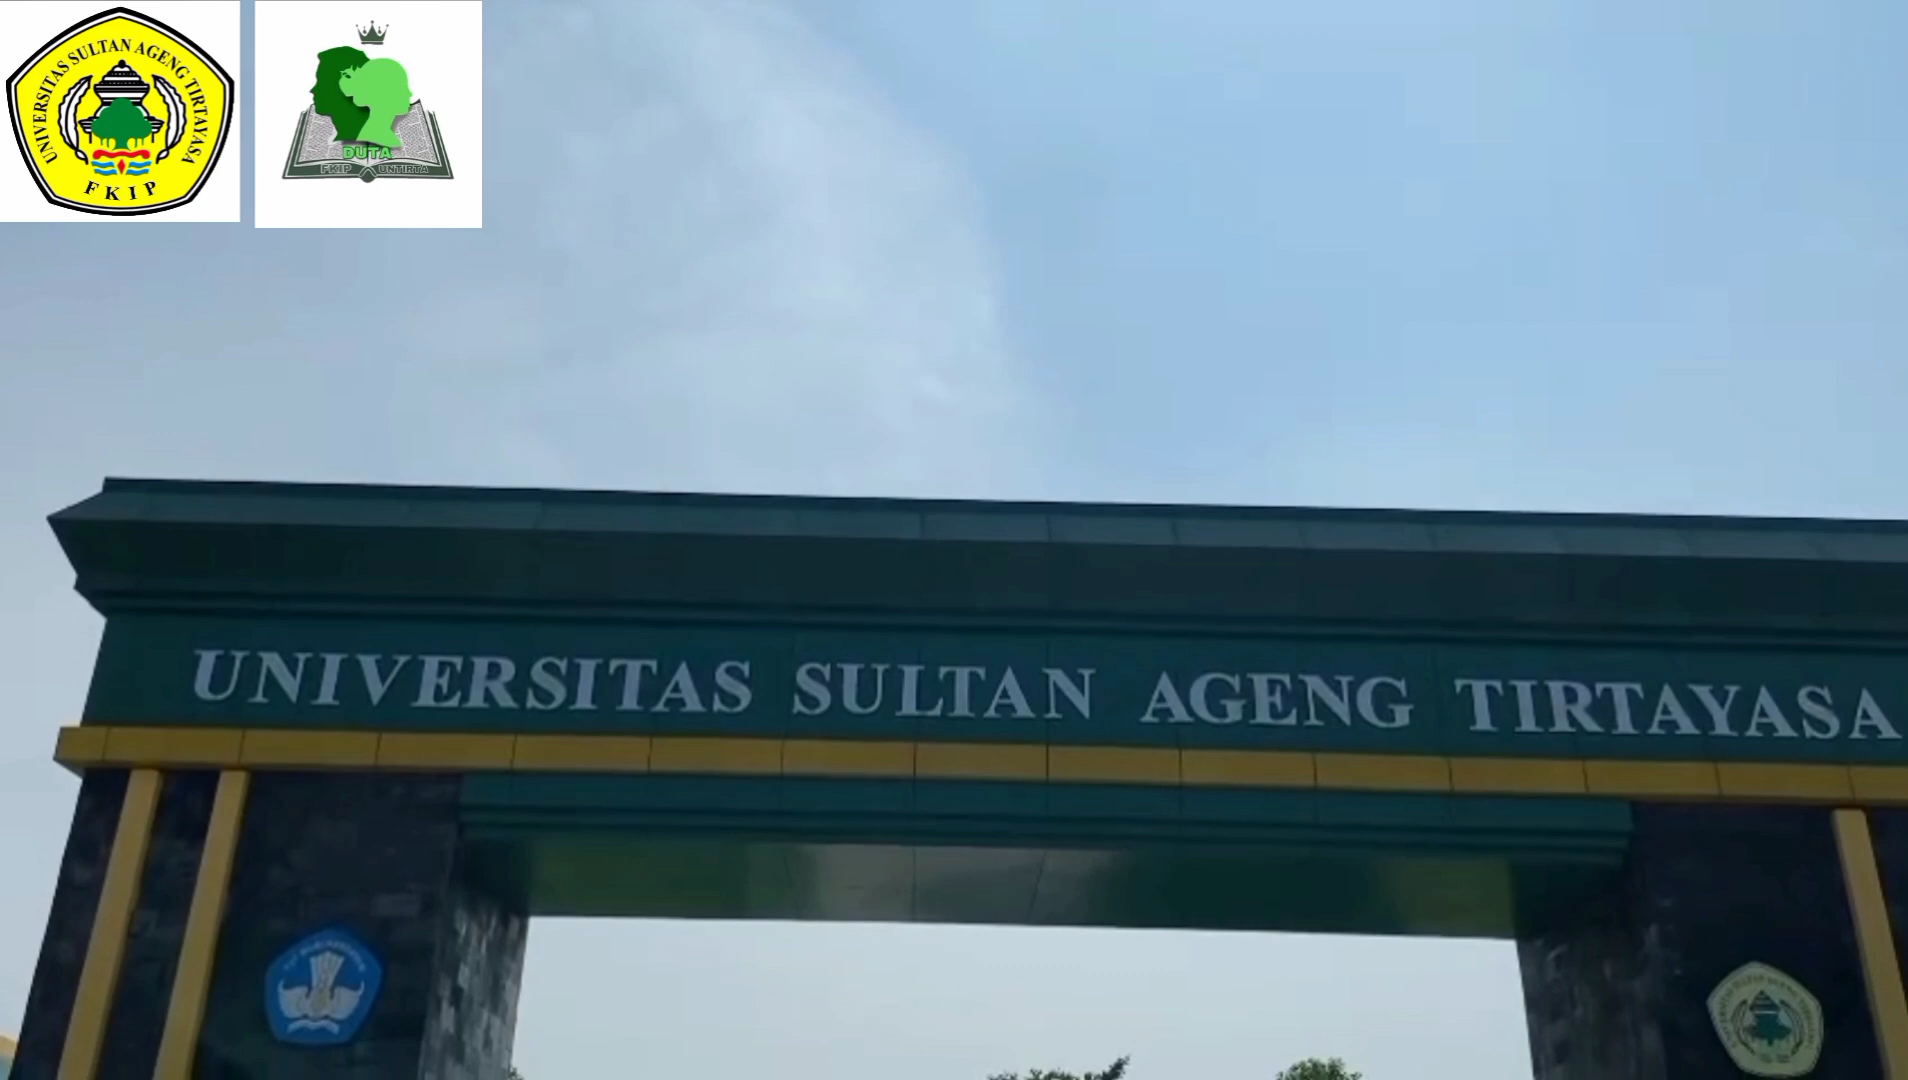 UNIVERSITAS SULTAN AGENG TIRTAYASA
FKIP
DUTA
FKIP UNTIRTA
UNIVERSITAS SULTAN AGENG TIRTAYASA